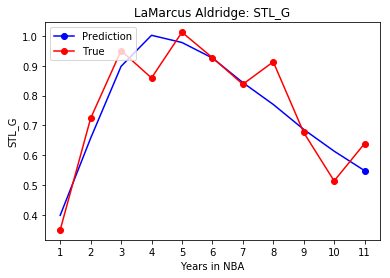 LaMarcus Aldridge: STL_G
Prediction
True
1.0
0.9
0.8
0.7
0.6
0.5
0.4
STL_G
1 2 3 4 5 6 7 8 9 10 11
Years in NBA